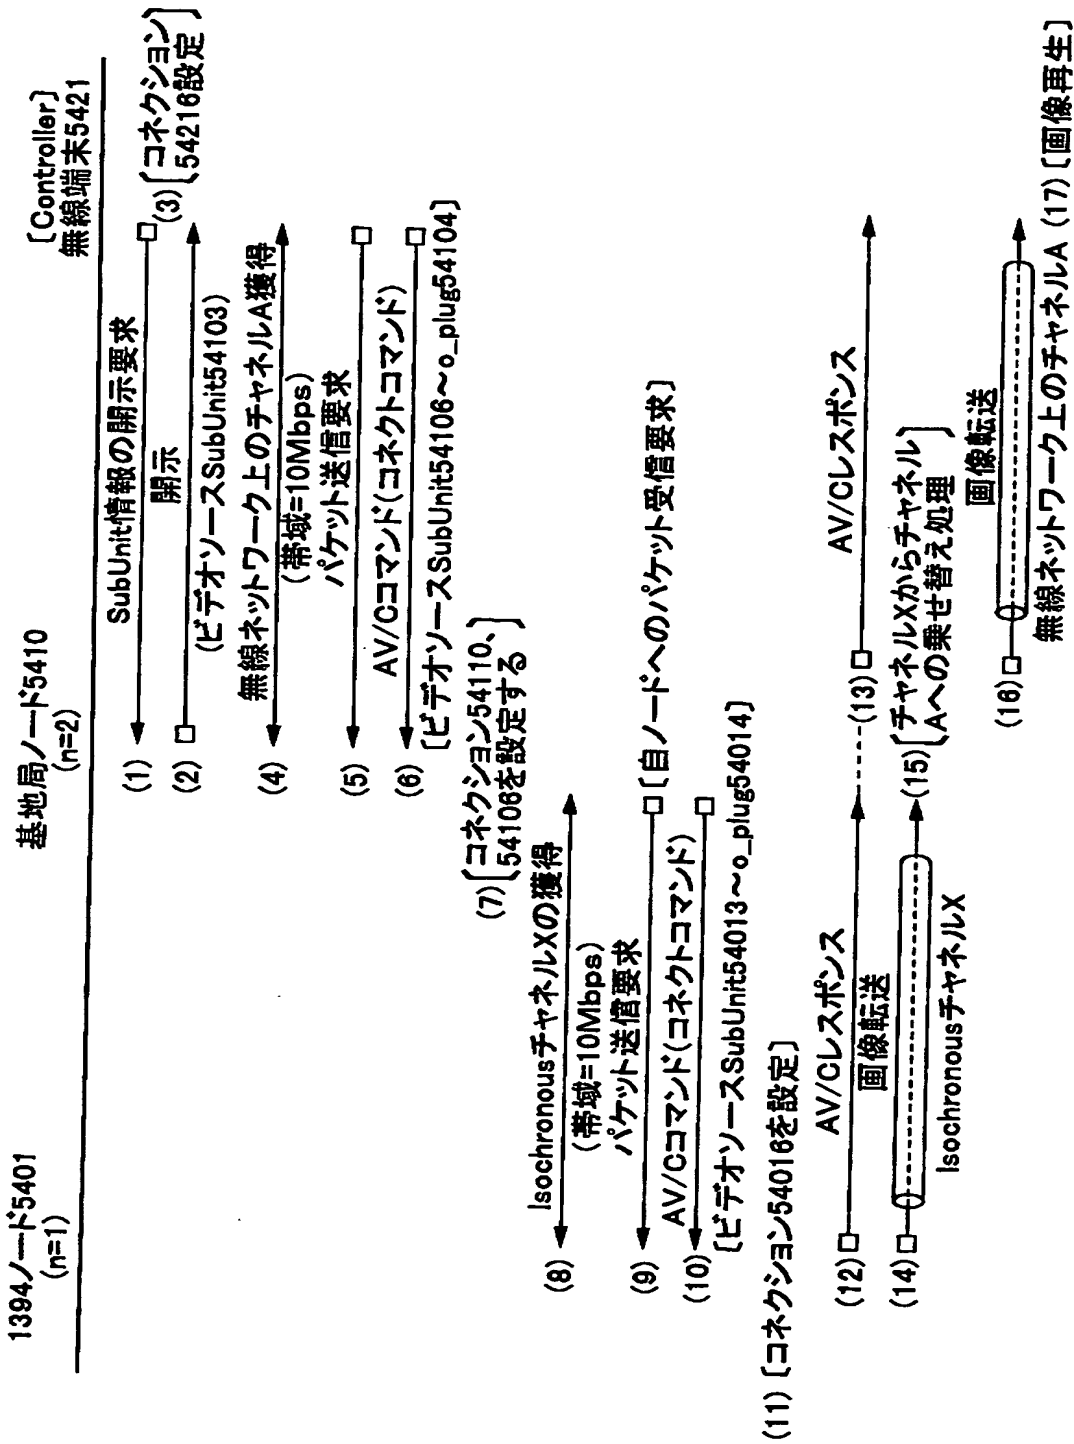 1394ノード5401
(n=1)
基地局ノード5410
(n=2)
[Controller]
無線端末5421
(1)
SubUnit情報の開示要求
(2)
開示
(ビデオソースSubUnit54103)
(3)[コネクション
54216設定]
(4)
無線ネットワーク上のチャネルA獲得
(帯域=10Mbps)
(5)
パケット送信要求
(6)
AV/Cコマンド(コネクトコマンド)
[ビデオソースSubUnit54106～o_plug54104]
(7)[コネクション54110、
54106を設定する]
(8)
IsochronousチャネルXの獲得
(帯域=10Mbps)
(9)
パケット送信要求
[自ノードへのパケット受信要求]
(10)
AV/Cコマンド(コネクトコマンド)
[ビデオソースSubUnit54013～o_plug54014]
(11)[コネクション54016を設定]
(12)
AV/Cレスポンス
(13)
AV/Cレスポンス
(14)
画像転送
IsochronousチャネルX
(15)[チャネルXからチャネル
Aへの乗せ替え処理]
(16)
画像転送
無線ネットワーク上のチャネルA
(17)[画像再生]